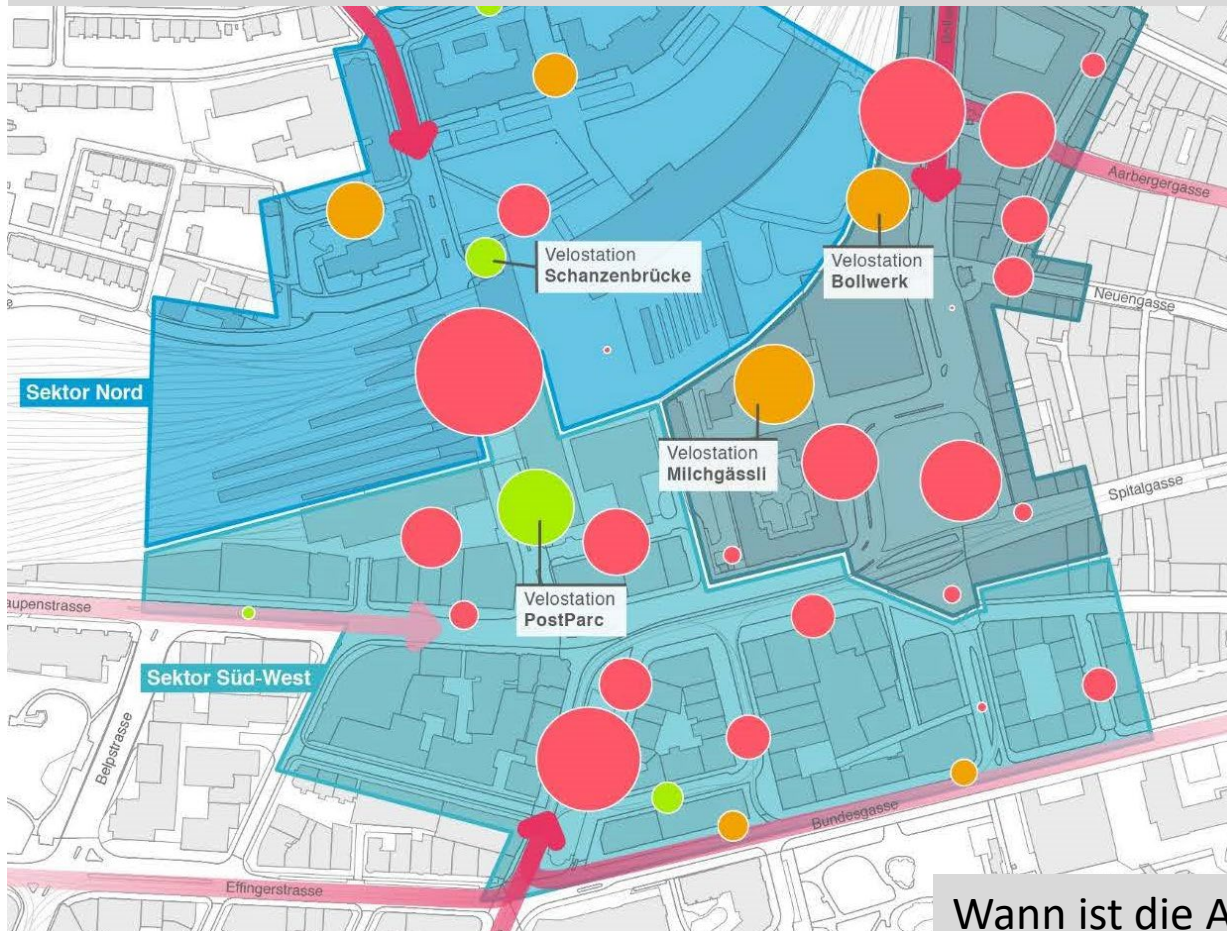 Aarbergergasse
Velostation
Schanzenbrücke
Velostation
Bollwerk
Neuengasse
Sektor Nord
Velostation
Milchgässli
Spitalgasse
Velostation
PostParc
aupenstrasse
Sektor Süd-West
Belpstrasse
Bundesgasse
Effingerstrasse
Wann ist die A